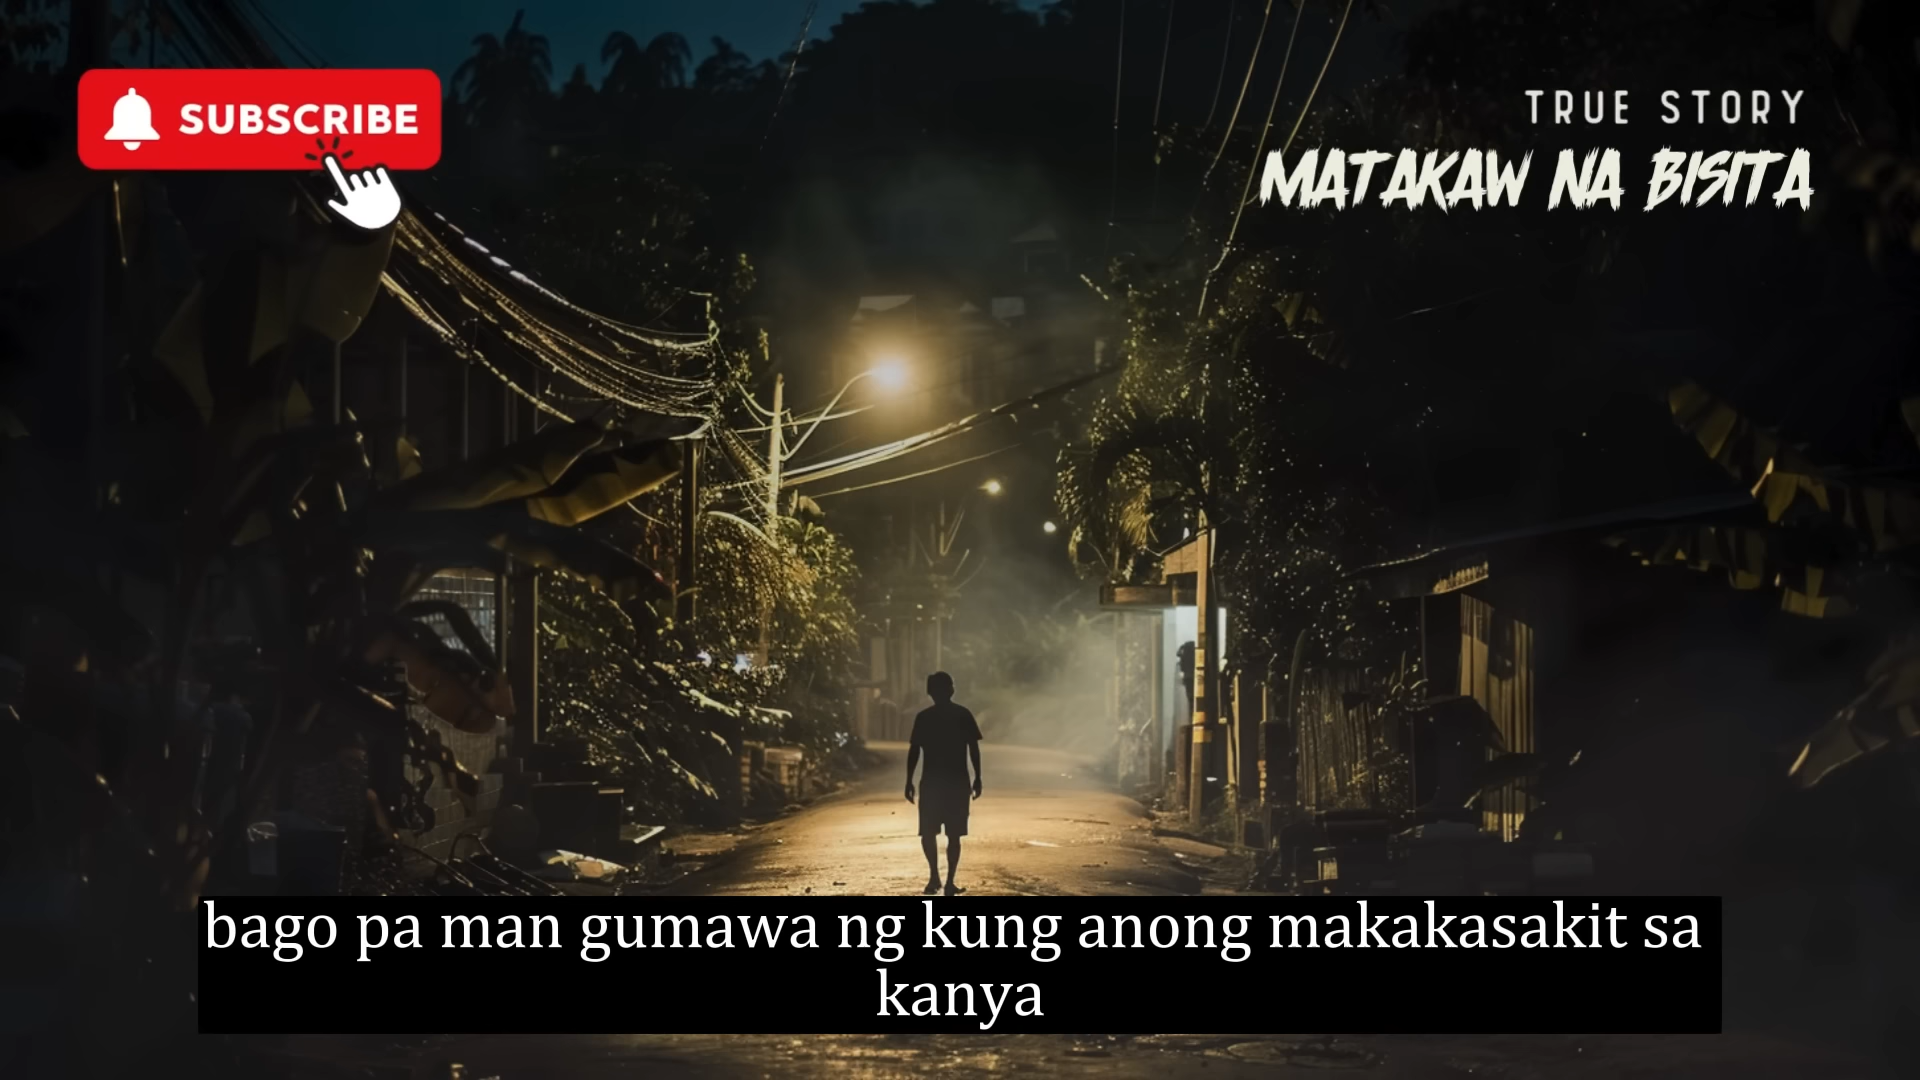 SUBSCRIBE
TRUE STORY
MATAKAW NA BISITA
bago pa man gumawa ng kung anong makakasakit sa
kanya